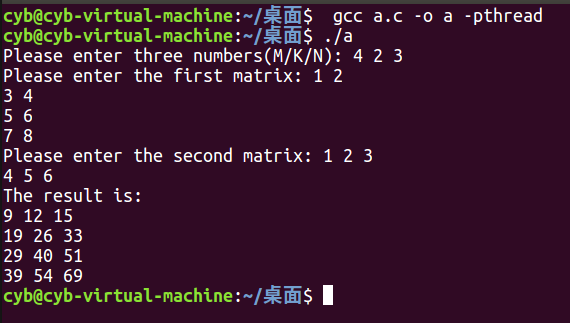 cyb@cyb-virtual-machine:~/桌面$  gcc a.c -o a -pthread
cyb@cyb-virtual-machine:~/桌面$ ./a
Please enter three numbers(M/K/N): 4 2 3
Please enter the first matrix: 1 2
3 4
5 6
7 8
Please enter the second matrix: 1 2 3
4 5 6
The result is:
9 12 15
19 26 33
29 40 51
39 54 69
cyb@cyb-virtual-machine:~/桌面$